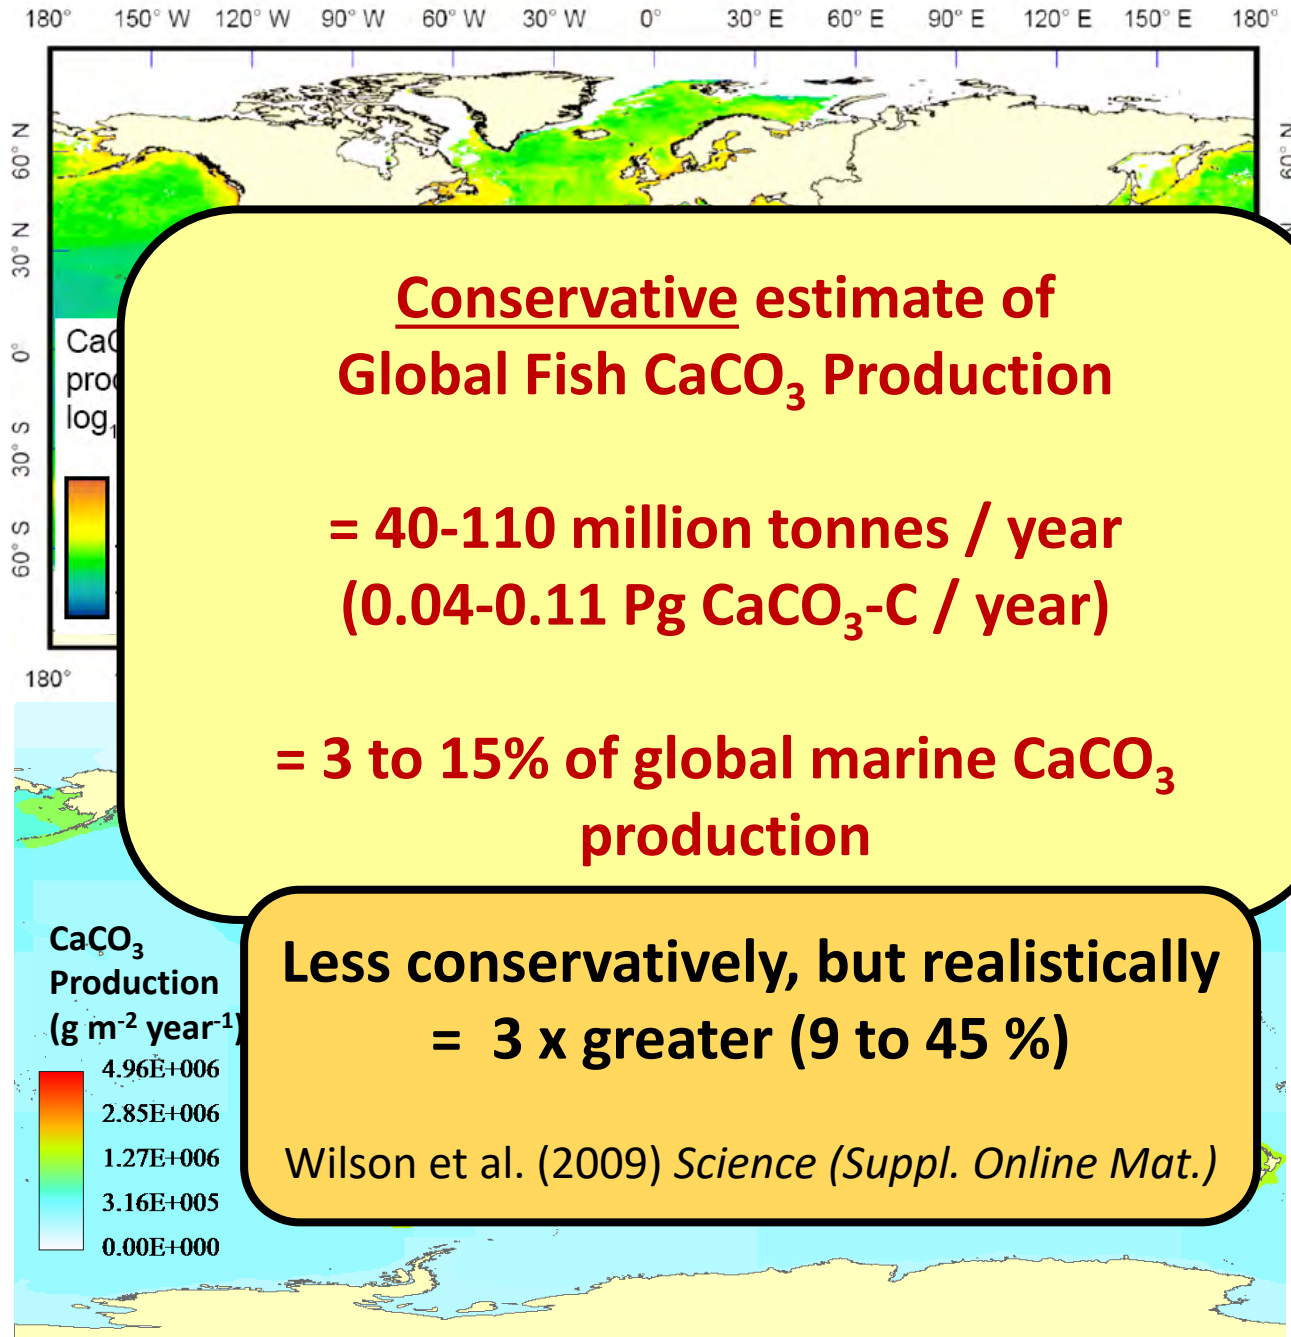 180° 150° W 120° W 90° W 60° W 30° W 0° 30° E 60° E 90° E 120° E 150° E 180°
60° N
60° N
30° N
0°
30° S
60° S
180°
log
Conservative estimate of
Global Fish CaCO₃ Production
= 40-110 million tonnes / year
(0.04-0.11 Pg CaCO₃-C / year)
= 3 to 15% of global marine CaCO₃
production
Less conservatively, but realistically
= 3 x greater (9 to 45 %)
Wilson et al. (2009) Science (Suppl. Online Mat.)
CaCO₃
Production
(g m⁻² year⁻¹)
4.96E+006
2.85E+006
1.27E+006
3.16E+005
0.00E+000